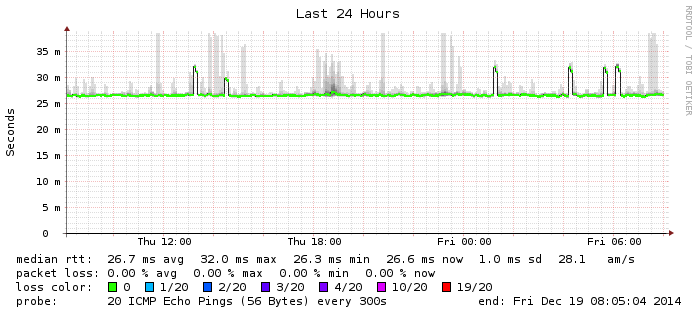 Last 24 Hours
RRDTOOL / TOBI OETIKER
Seconds
35 m
30 m
25 m
20 m
15 m
10 m
5 m
0
Thu 12:00 Thu 18:00 Fri 00:00 Fri 06:00
median rtt: 26.7 ms avg 32.0 ms max 26.3 ms min 26.6 ms now 1.0 ms sd 28.1 am/s
packet loss: 0.00 % avg 0.00 % max 0.00 % min 0.00 % now
loss color: 0 1/20 2/20 3/20 4/20 10/20 19/20
probe: 20 ICMP Echo Pings (56 Bytes) every 300s end: Fri Dec 19 08:05:04 2014